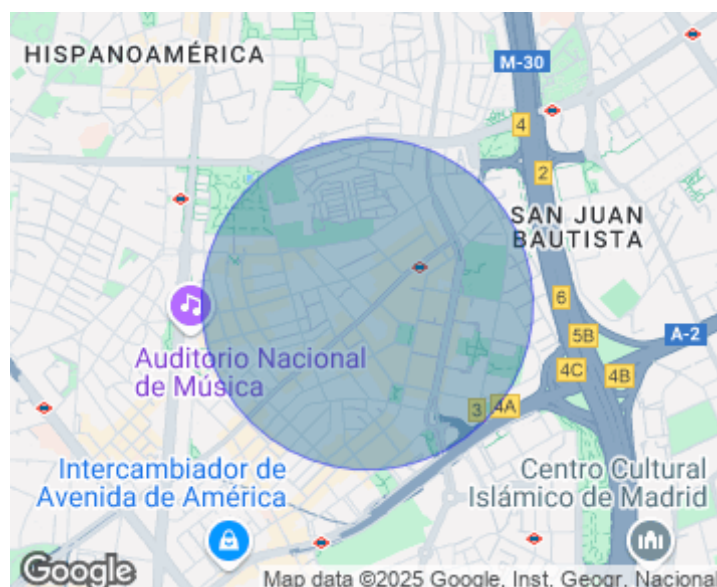 HISPANOAMÉRICA
M-30
4
2
SAN JUAN
BAUTISTA
6
5B
A-2
4C
4B
Auditorio Nacional
de Música
3
4A
Intercambiador de
Avenida de América
Centro Cultural
Islámico de Madrid
Google
Map data ©2025 Google, Inst. Geogr. Nacional